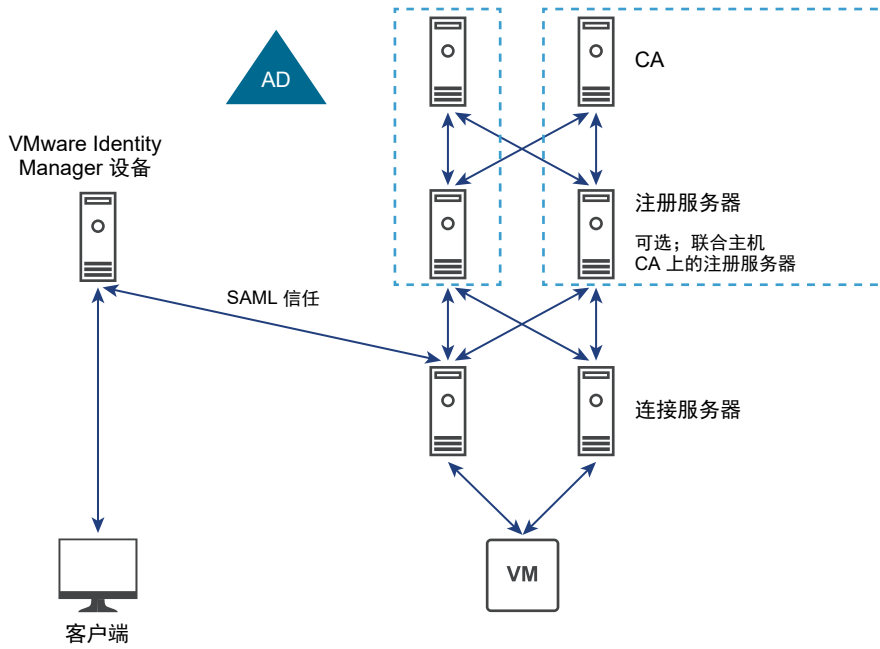 AD
CA
VMware Identity
Manager 设备
注册服务器
可选；联合主机
CA 上的注册服务器
SAML 信任
连接服务器
VM
客户端